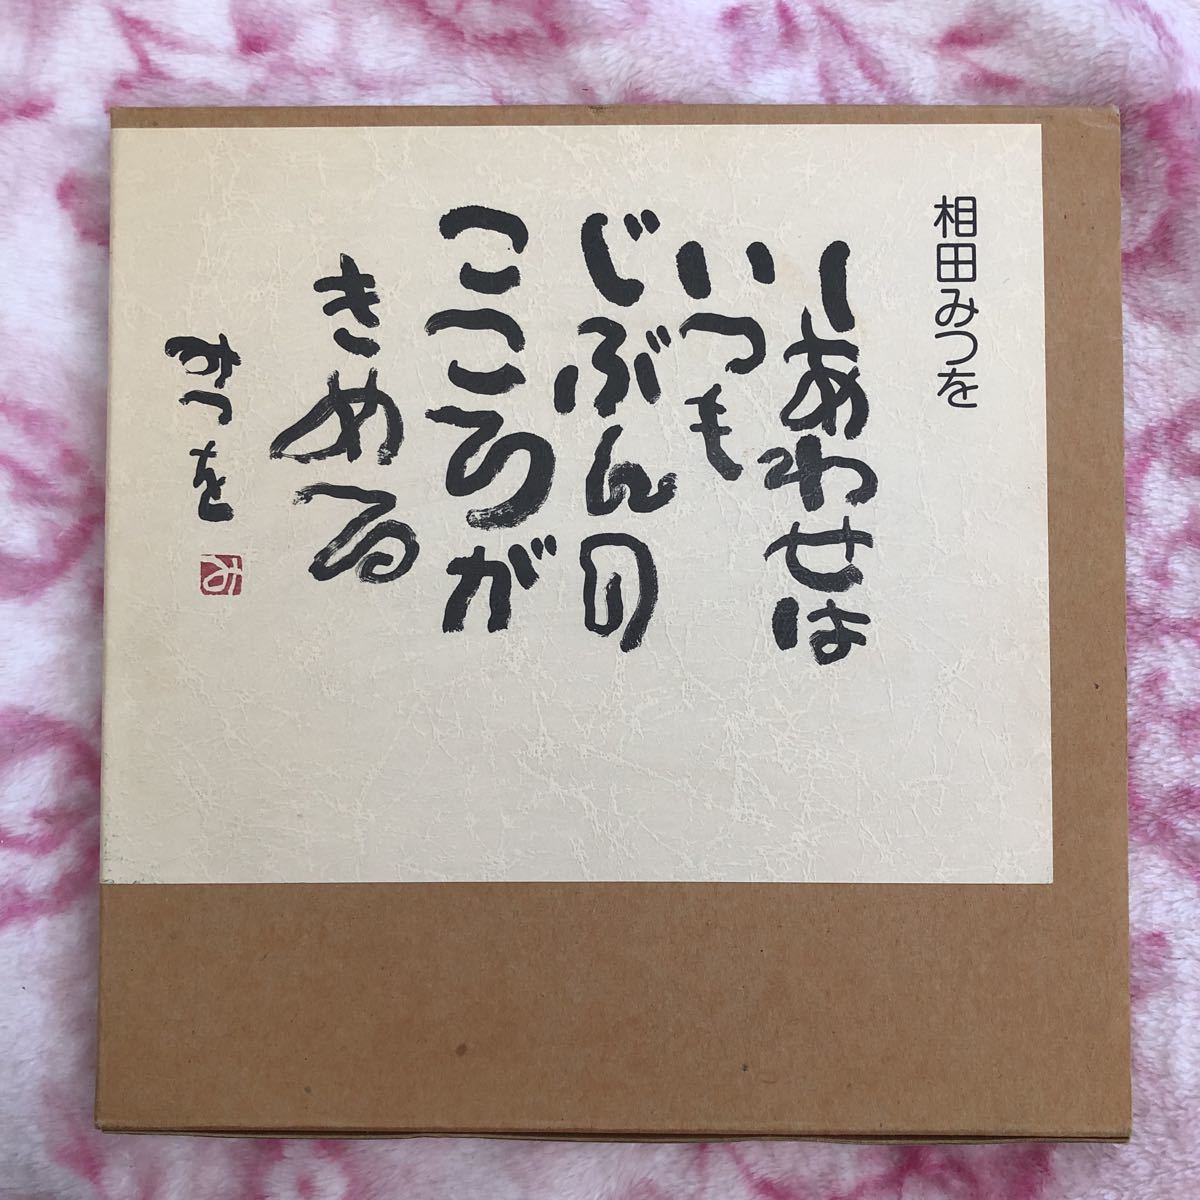 相田みつを
しあわせは
いつも
じぶんの
こころが
きめる
みつを